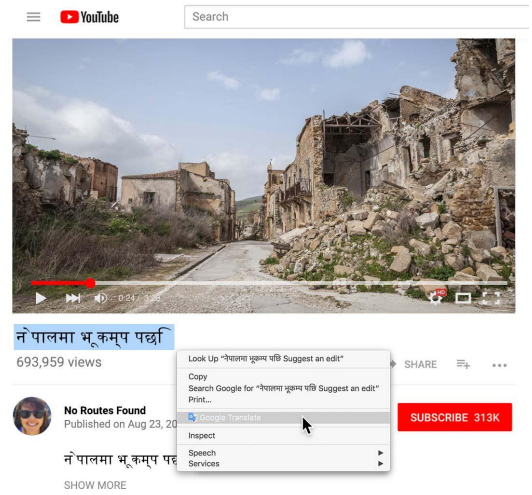 YouTube
Search
HD
0:24 / 3:28
नेपालमा भूकम्प पछि
693,959 views
SHARE
Look Up “नेपालमा भूकम्प पछि Suggest an edit”
Copy
Search Google for “नेपालमा भूकम्प पछि Suggest an edit”
Print...
Google Translate
Inspect
Speech
Services
No Routes Found
Published on Aug 23, 20
SUBSCRIBE 313K
नेपालमा भूकम्प
SHOW MORE